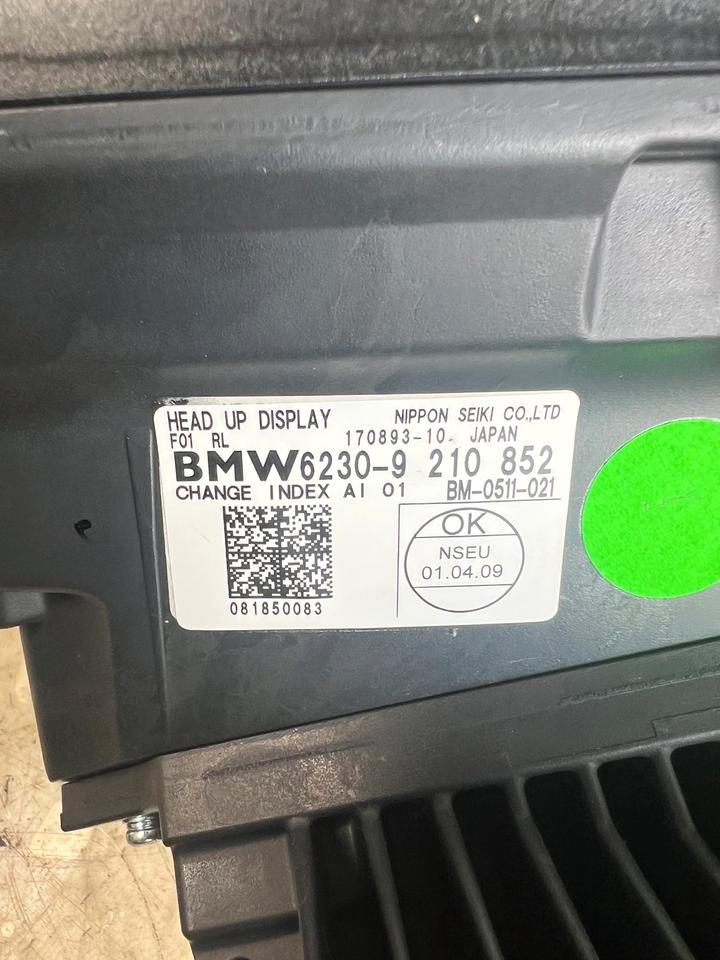 HEAD UP DISPLAY NIPPON SEIKI CO.,LTD
F01 RL 170893-10. JAPAN
BMW6230-9 210 852
CHANGE INDEX AI 01 BM-0511-021
081850083
OK
NSEU
01.04.09